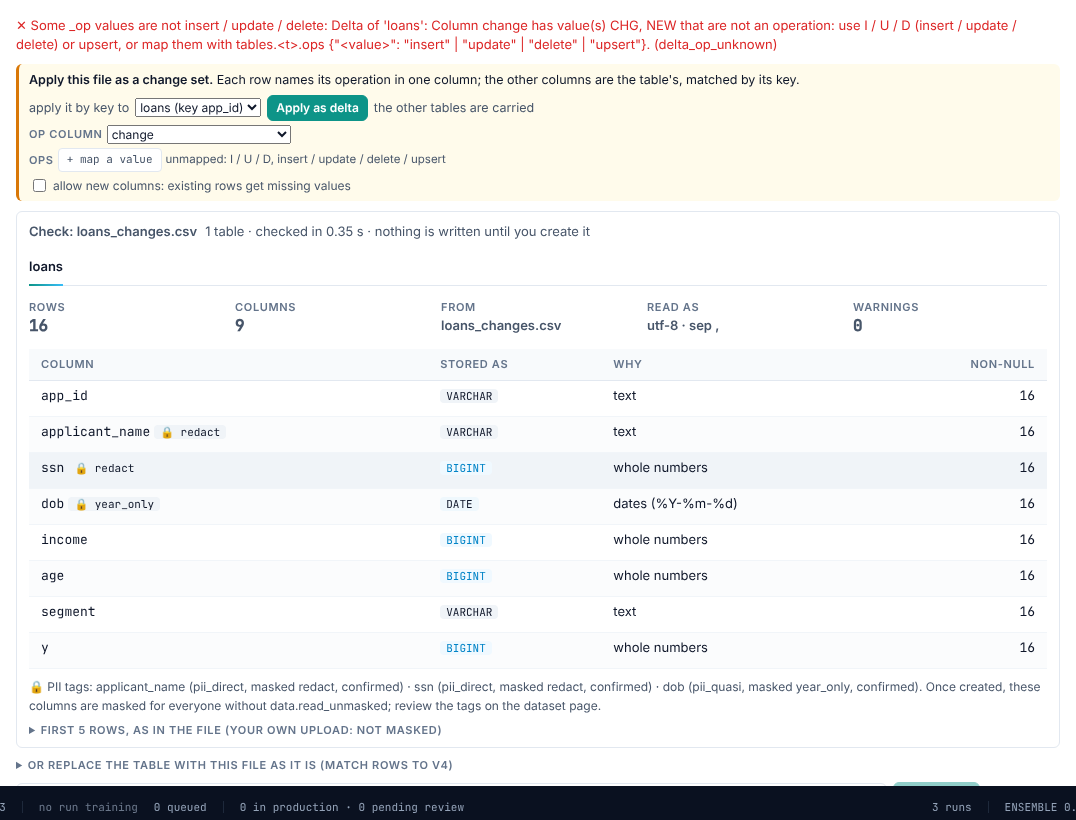 ✕ Some _op values are not insert / update / delete: Delta of 'loans': Column change has value(s) CHG, NEW that are not an operation: use I / U / D (insert / update / delete) or upsert, or map them with tables.<t>.ops {"<value>": "insert" | "update" | "delete" | "upsert"}. (delta_op_unknown)
Apply this file as a change set. Each row names its operation in one column; the other columns are the table's, matched by its key.
apply it by key to loans (key app_id) Apply as delta the other tables are carried
OP COLUMN change
OPS + map a value unmapped: I / U / D, insert / update / delete / upsert
allow new columns: existing rows get missing values
Check: loans_changes.csv 1 table · checked in 0.35 s · nothing is written until you create it
loans
ROWS COLUMNS FROM READ AS WARNINGS
16 9 loans_changes.csv utf-8 · sep , 0
COLUMN STORED AS WHY NON-NULL
app_id VARCHAR text 16
applicant_name 🔒 redact VARCHAR text 16
ssn 🔒 redact BIGINT whole numbers 16
dob 🔒 year_only DATE dates (%Y-%m-%d) 16
income BIGINT whole numbers 16
age BIGINT whole numbers 16
segment VARCHAR text 16
y BIGINT whole numbers 16
🔒 PII tags: applicant_name (pii_direct, masked redact, confirmed) · ssn (pii_direct, masked redact, confirmed) · dob (pii_quasi, masked year_only, confirmed). Once created, these columns are masked for everyone without data.read_unmasked; review the tags on the dataset page.
▸ FIRST 5 ROWS, AS IN THE FILE (YOUR OWN UPLOAD: NOT MASKED)
▸ OR REPLACE THE TABLE WITH THIS FILE AS IT IS (MATCH ROWS TO V4)
3 no run training 0 queued 0 in production · 0 pending review 3 runs ENSEMBLE 0.